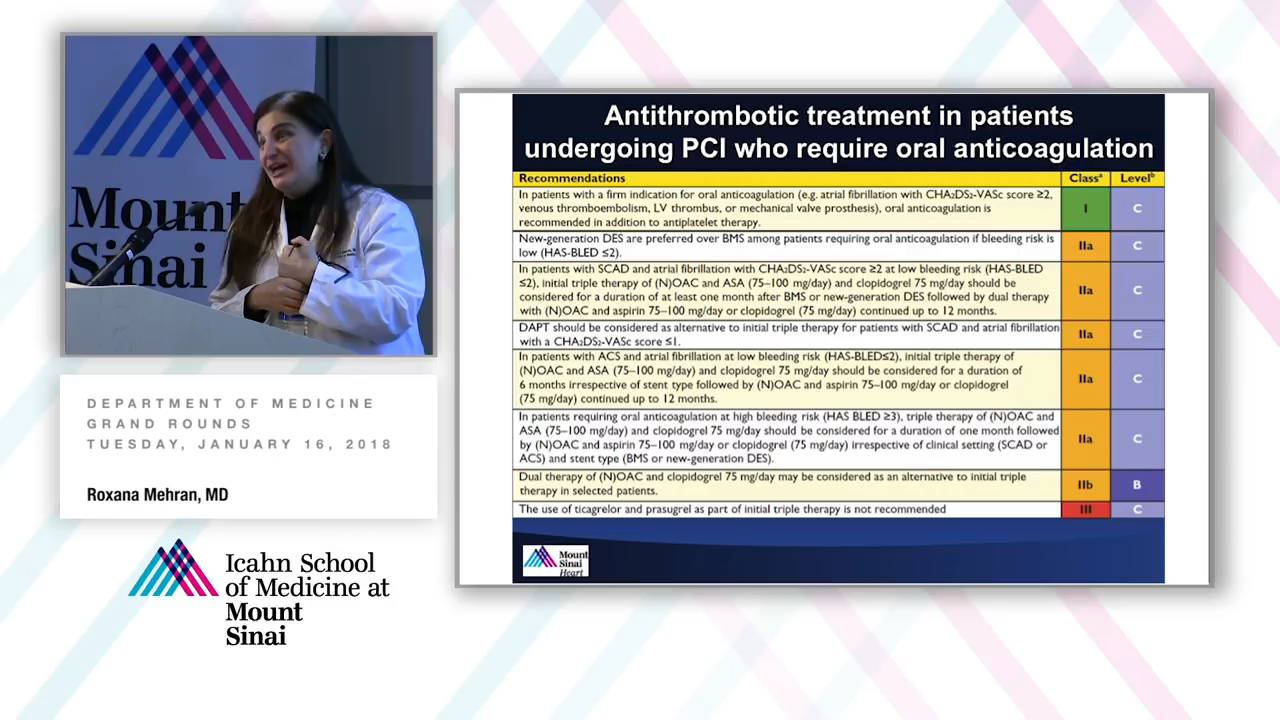 Mount
Sinai
DEPARTMENT OF MEDICINE
GRAND ROUNDS
TUESDAY, JANUARY 16, 2018
Roxana Mehran, MD
Icahn School
of Medicine at
Mount
Sinai
Antithrombotic treatment in patients
undergoing PCI who require oral anticoagulation
Recommendations Classᵃ Levelᵇ
In patients with a firm indication for oral anticoagulation (e.g. atrial fibrillation with CHA₂DS₂-VASc score ≥2,
venous thromboembolism, LV thrombus, or mechanical valve prosthesis), oral anticoagulation is
recommended in addition to antiplatelet therapy.
I C
New-generation DES are preferred over BMS among patients requiring oral anticoagulation if bleeding risk is
low (HAS-BLED ≤2).
IIa C
In patients with SCAD and atrial fibrillation with CHA₂DS₂-VASc score ≥2 at low bleeding risk (HAS-BLED
≤2), initial triple therapy of (N)OAC and ASA (75–100 mg/day) and clopidogrel 75 mg/day should be
considered for a duration of at least one month after BMS or new-generation DES followed by dual therapy
with (N)OAC and aspirin 75–100 mg/day or clopidogrel (75 mg/day) continued up to 12 months.
IIa C
DAPT should be considered as alternative to initial triple therapy for patients with SCAD and atrial fibrillation
with a CHA₂DS₂-VASc score ≤1.
IIa C
In patients with ACS and atrial fibrillation at low bleeding risk (HAS-BLED≤2), initial triple therapy of
(N)OAC and ASA (75–100 mg/day) and clopidogrel 75 mg/day should be considered for a duration of
6 months irrespective of stent type followed by (N)OAC and aspirin 75–100 mg/day or clopidogrel
(75 mg/day) continued up to 12 months.
IIa C
In patients requiring oral anticoagulation at high bleeding risk (HAS BLED ≥3), triple therapy of (N)OAC and
ASA (75–100 mg/day) and clopidogrel 75 mg/day should be considered for a duration of one month followed
by (N)OAC and aspirin 75–100 mg/day or clopidogrel (75 mg/day) irrespective of clinical setting (SCAD or
ACS) and stent type (BMS or new-generation DES).
IIa C
Dual therapy of (N)OAC and clopidogrel 75 mg/day may be considered as an alternative to initial triple
therapy in selected patients.
IIb B
The use of ticagrelor and prasugrel as part of initial triple therapy is not recommended
III C
Mount
Sinai
Heart